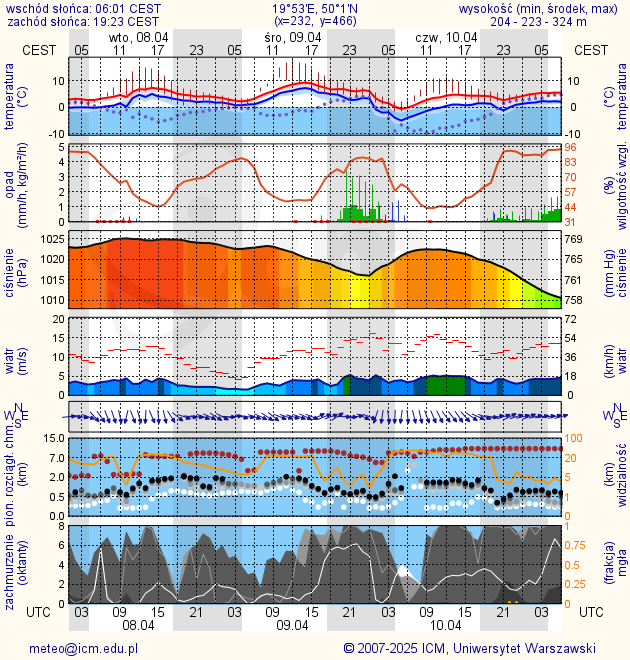 wschód słońca: 06:01 CEST 19°53'E, 50°1'N wysokość (min, środek, max)
zachód słońca: 19:23 CEST (x=232, y=466) 204 - 223 - 324 m
wto, 08.04 śro, 09.04 czw, 10.04
CEST 05 11 17 23 05 11 17 23 05 11 17 23 05 CEST
temperatura (°C) 10 0 -10 10 0 -10 temperatura (°C)
opad (mm/h, kg/m²/h) 5 4 3 2 1 0 96 83 70 57 44 31 (%) wilgotność wzgl.
ciśnienie (hPa) 1025 1020 1015 1010 769 765 761 758 (mm Hg) ciśnienie
wiatr (m/s) 20 15 10 5 0 72 54 36 18 0 (km/h) wiatr
N W E S N W E S
pion. rozciągł. chm. (km) 15.0 7.0 2.0 0.5 0.0 100 20 5 1 0 (km) widzialność
zachmurzenie (oktanty) 8 6 4 2 0 1 0.75 0.5 0.25 0 (frakcja) mgła
UTC 03 09 15 21 03 09 15 21 03 09 15 21 03 UTC
08.04 09.04 10.04
meteo@icm.edu.pl © 2007-2025 ICM, Uniwersytet Warszawski